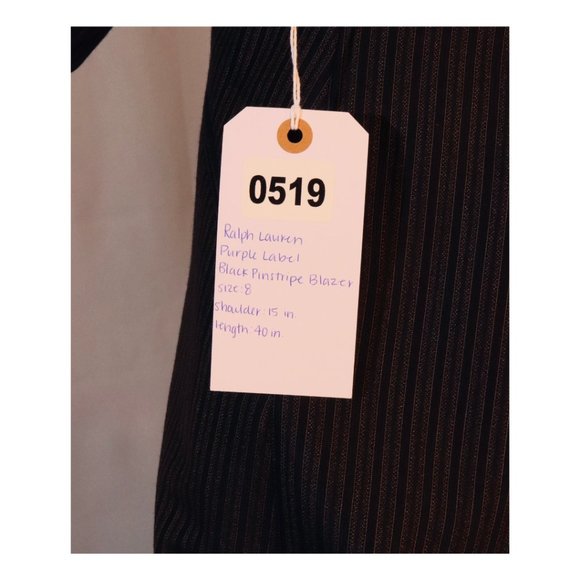 0519
Ralph Lauren
Purple Label
Black Pinstripe Blazer
size: 8
shoulder: 15 in
length: 40 in.